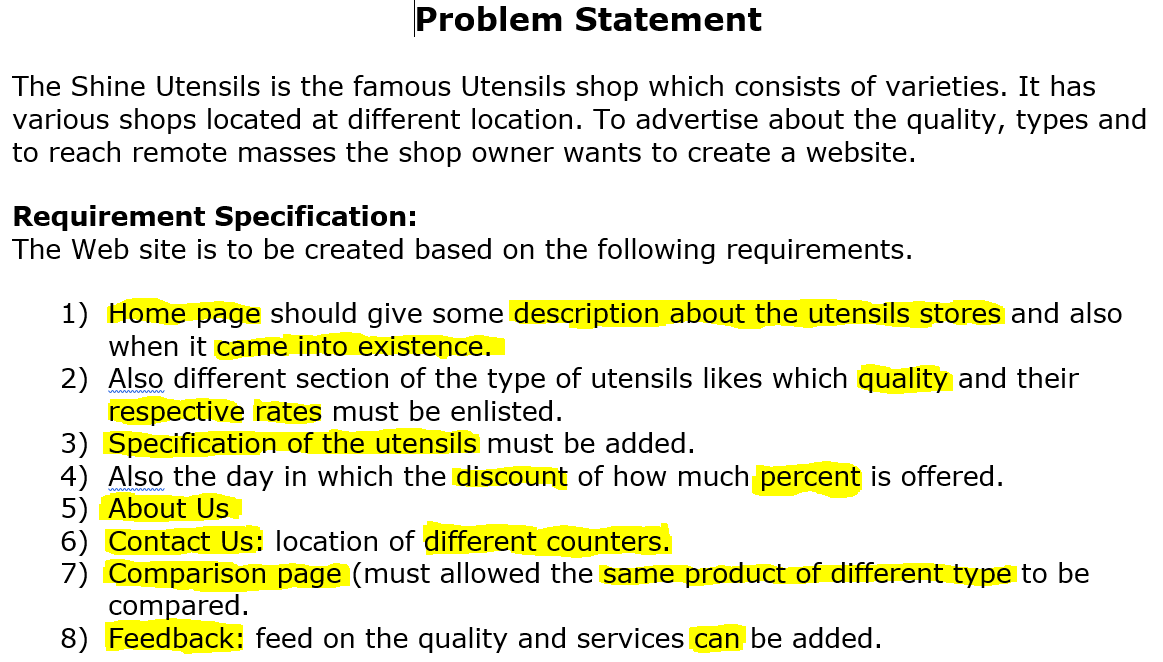 Problem Statement
The Shine Utensils is the famous Utensils shop which consists of varieties. It has
various shops located at different location. To advertise about the quality, types and
to reach remote masses the shop owner wants to create a website.
Requirement Specification:
The Web site is to be created based on the following requirements.
1) Home page should give some description about the utensils stores and also
when it came into existence.
2) Also different section of the type of utensils likes which quality and their
respective rates must be enlisted.
3) Specification of the utensils must be added.
4) Also the day in which the discount of how much percent is offered.
5) About Us
6) Contact Us: location of different counters.
7) Comparison page (must allowed the same product of different type to be
compared.
8) Feedback: feed on the quality and services can be added.